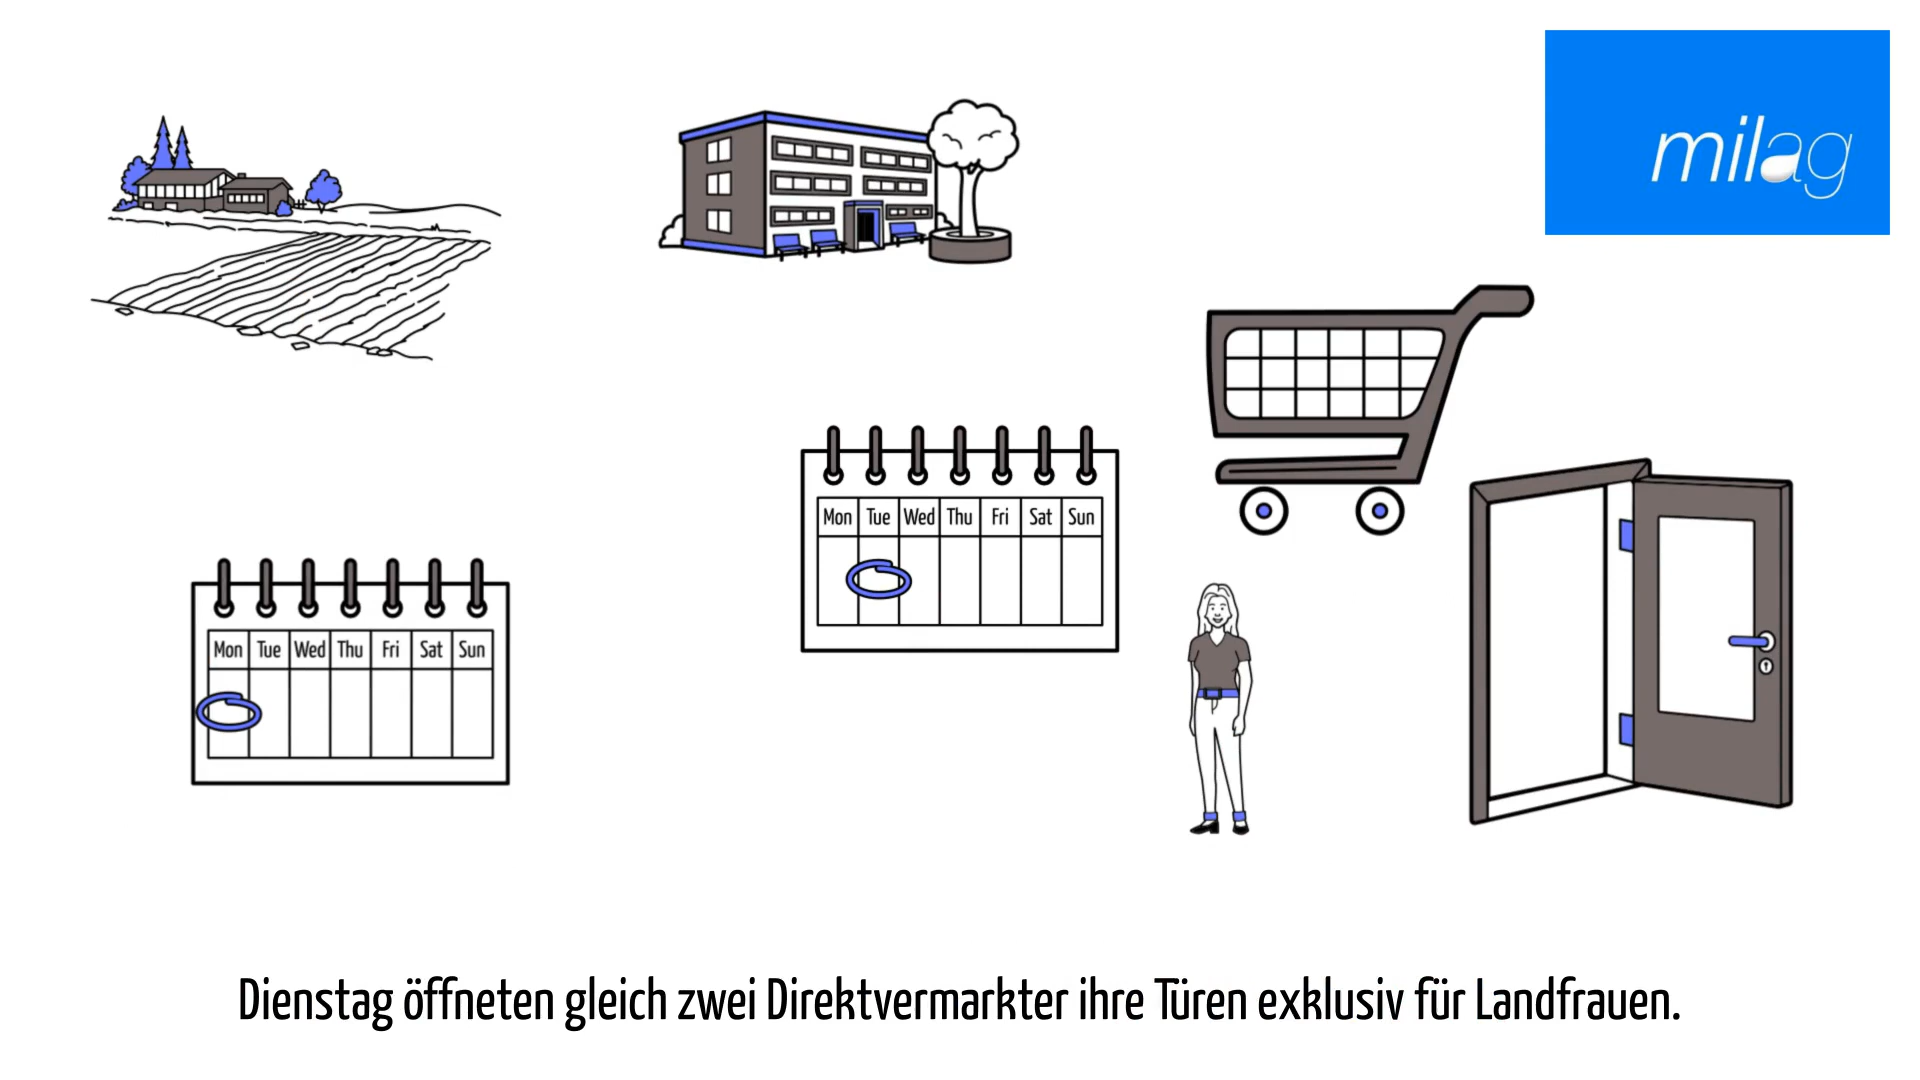 milag
Mon Tue Wed Thu Fri Sat Sun
Mon Tue Wed Thu Fri Sat Sun
Dienstag öffneten gleich zwei Direktvermarkter ihre Türen exklusiv für Landfrauen.